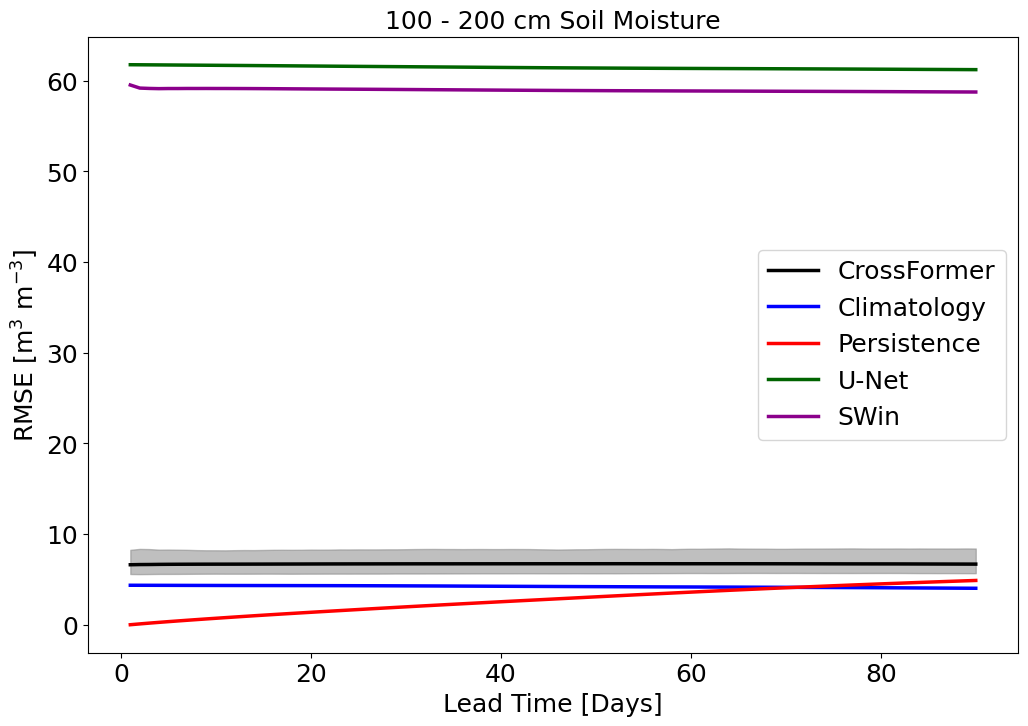 100 - 200 cm Soil Moisture
RMSE [m³ m⁻³]
60
50
40
30
20
10
0
CrossFormer
Climatology
Persistence
U-Net
SWin
0 20 40 60 80
Lead Time [Days]